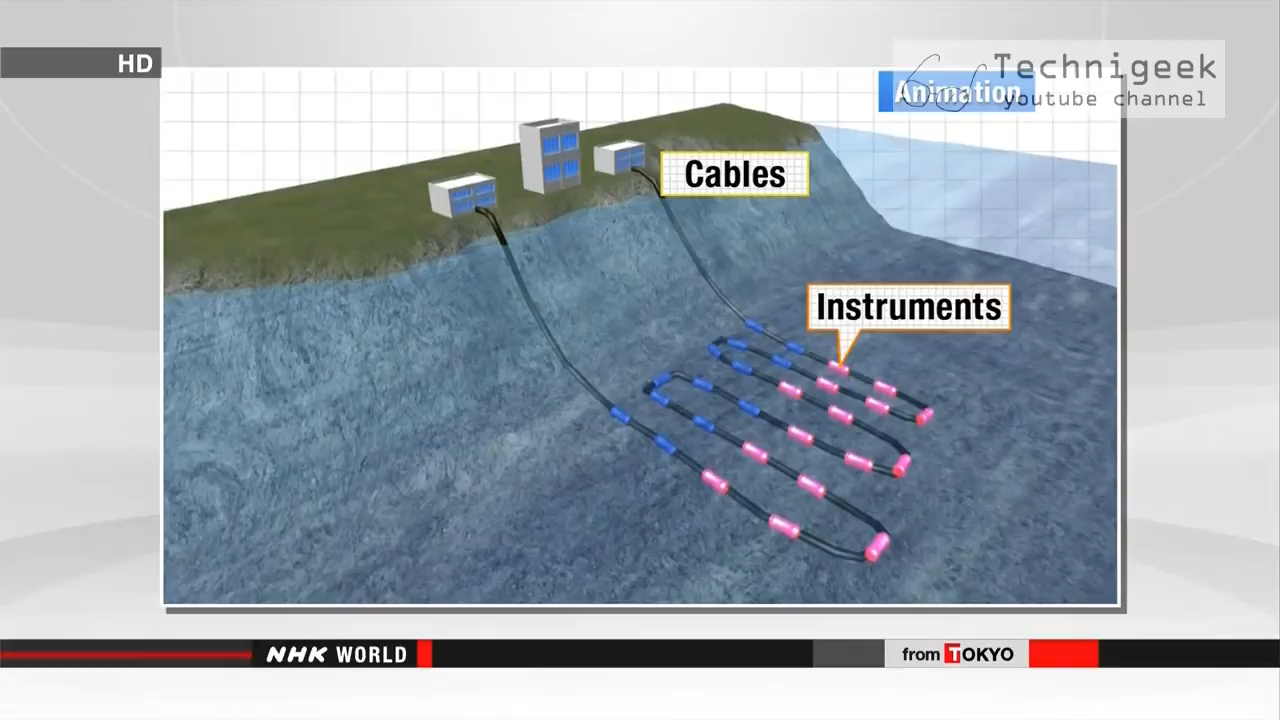 HD
Technigeek
Animation
youtube channel
Cables
Instruments
NHK WORLD
from TOKYO